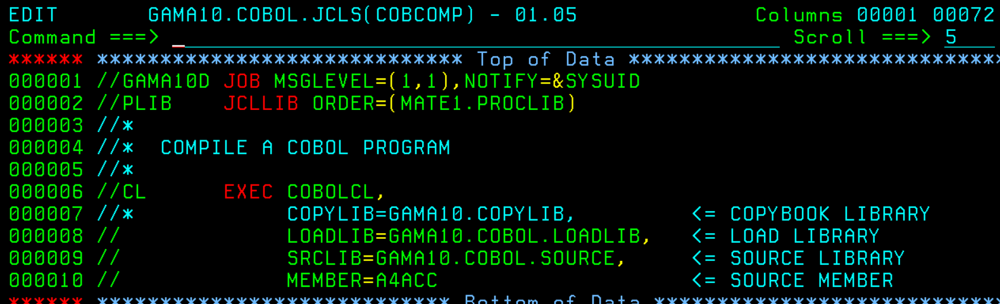 EDIT       GAMA10.COBOL.JCLS(COBCOMP) - 01.05              Columns 00001 00072
Command ===> _                                                Scroll ===> 5
****** ***************************** Top of Data ******************************
000001 //GAMA10D JOB MSGLEVEL=(1,1),NOTIFY=&SYSUID
000002 //PLIB    JCLLIB ORDER=(MATE1.PROCLIB)
000003 //*
000004 //*  COMPILE A COBOL PROGRAM
000005 //*
000006 //CL      EXEC COBOLCL,
000007 //*            COPYLIB=GAMA10.COPYLIB,         <= COPYBOOK LIBRARY
000008 //             LOADLIB=GAMA10.COBOL.LOADLIB,   <= LOAD LIBRARY
000009 //             SRCLIB=GAMA10.COBOL.SOURCE,     <= SOURCE LIBRARY
000010 //             MEMBER=A4ACC                    <= SOURCE MEMBER
****** **************************** Bottom of Data ****************************